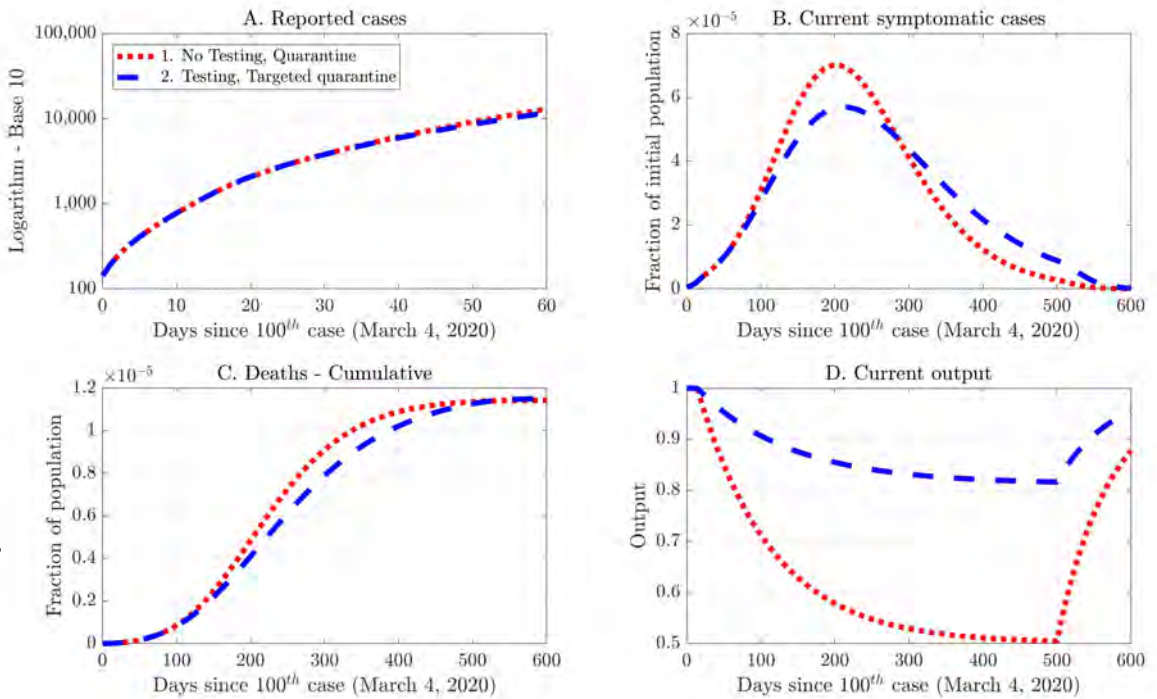 A. Reported cases
100,000
10,000
1,000
100
Logarithm - Base 10
1. No Testing, Quarantine
2. Testing, Targeted quarantine
0 10 20 30 40 50 60
Days since 100th case (March 4, 2020)
B. Current symptomatic cases
×10-5
8
6
4
2
0
Fraction of initial population
0 100 200 300 400 500 600
Days since 100th case (March 4, 2020)
C. Deaths - Cumulative
×10-5
1.2
1
0.8
0.6
0.4
0.2
0
Fraction of population
0 100 200 300 400 500 600
Days since 100th case (March 4, 2020)
D. Current output
1
0.9
0.8
0.7
0.6
0.5
Output
0 100 200 300 400 500 600
Days since 100th case (March 4, 2020)